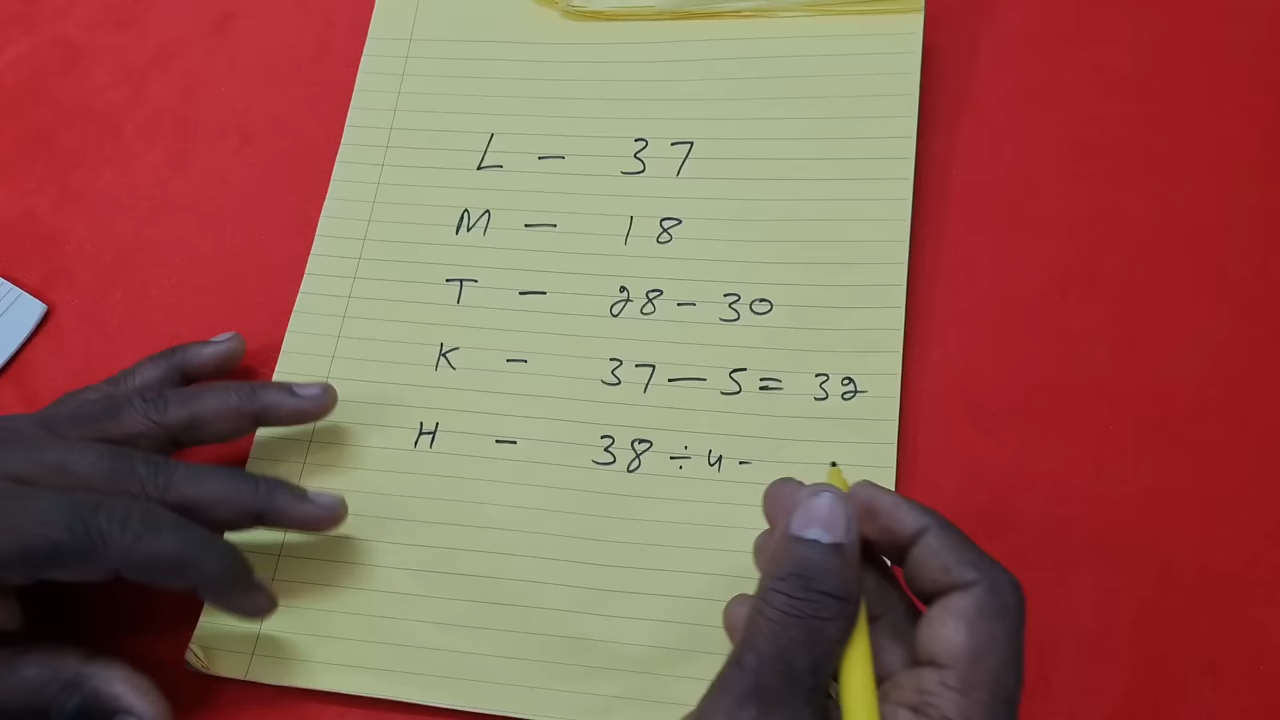 L - 37
M - 18
T - 28 - 30
K - 37 - 5 = 32
H - 38 ÷ 4 -